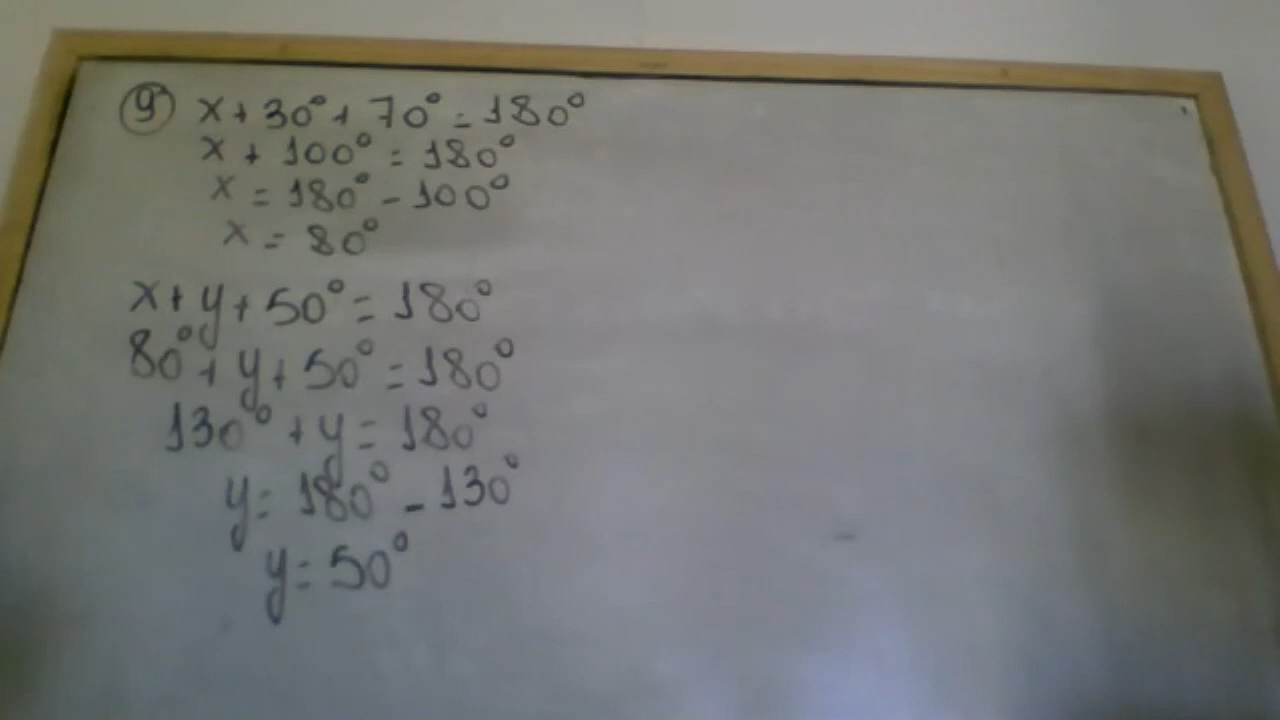 9 x + 30° + 70° = 180°
x + 100° = 180°
x = 180° - 100°
x = 80°
x + y + 50° = 180°
80° + y + 50° = 180°
130° + y = 180°
y = 180° - 130°
y = 50°